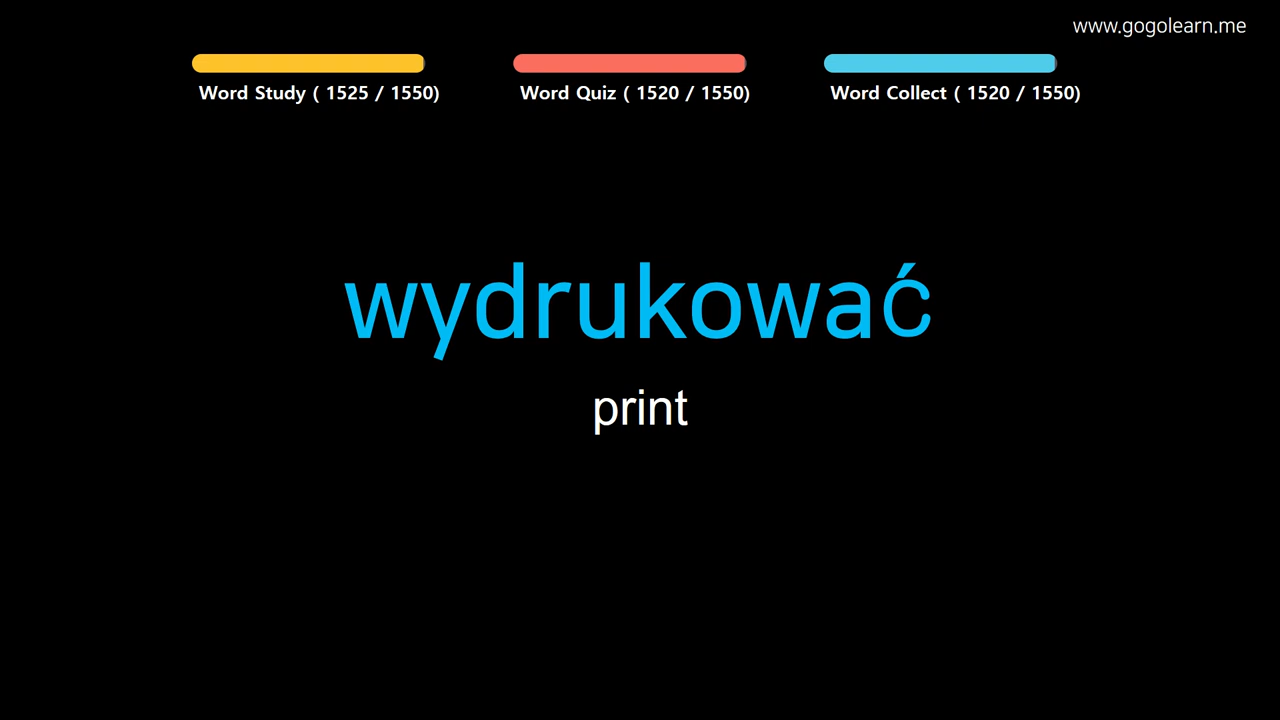 www.gogolearn.me
Word Study ( 1525 / 1550)
Word Quiz ( 1520 / 1550)
Word Collect ( 1520 / 1550)
wydrukować
print